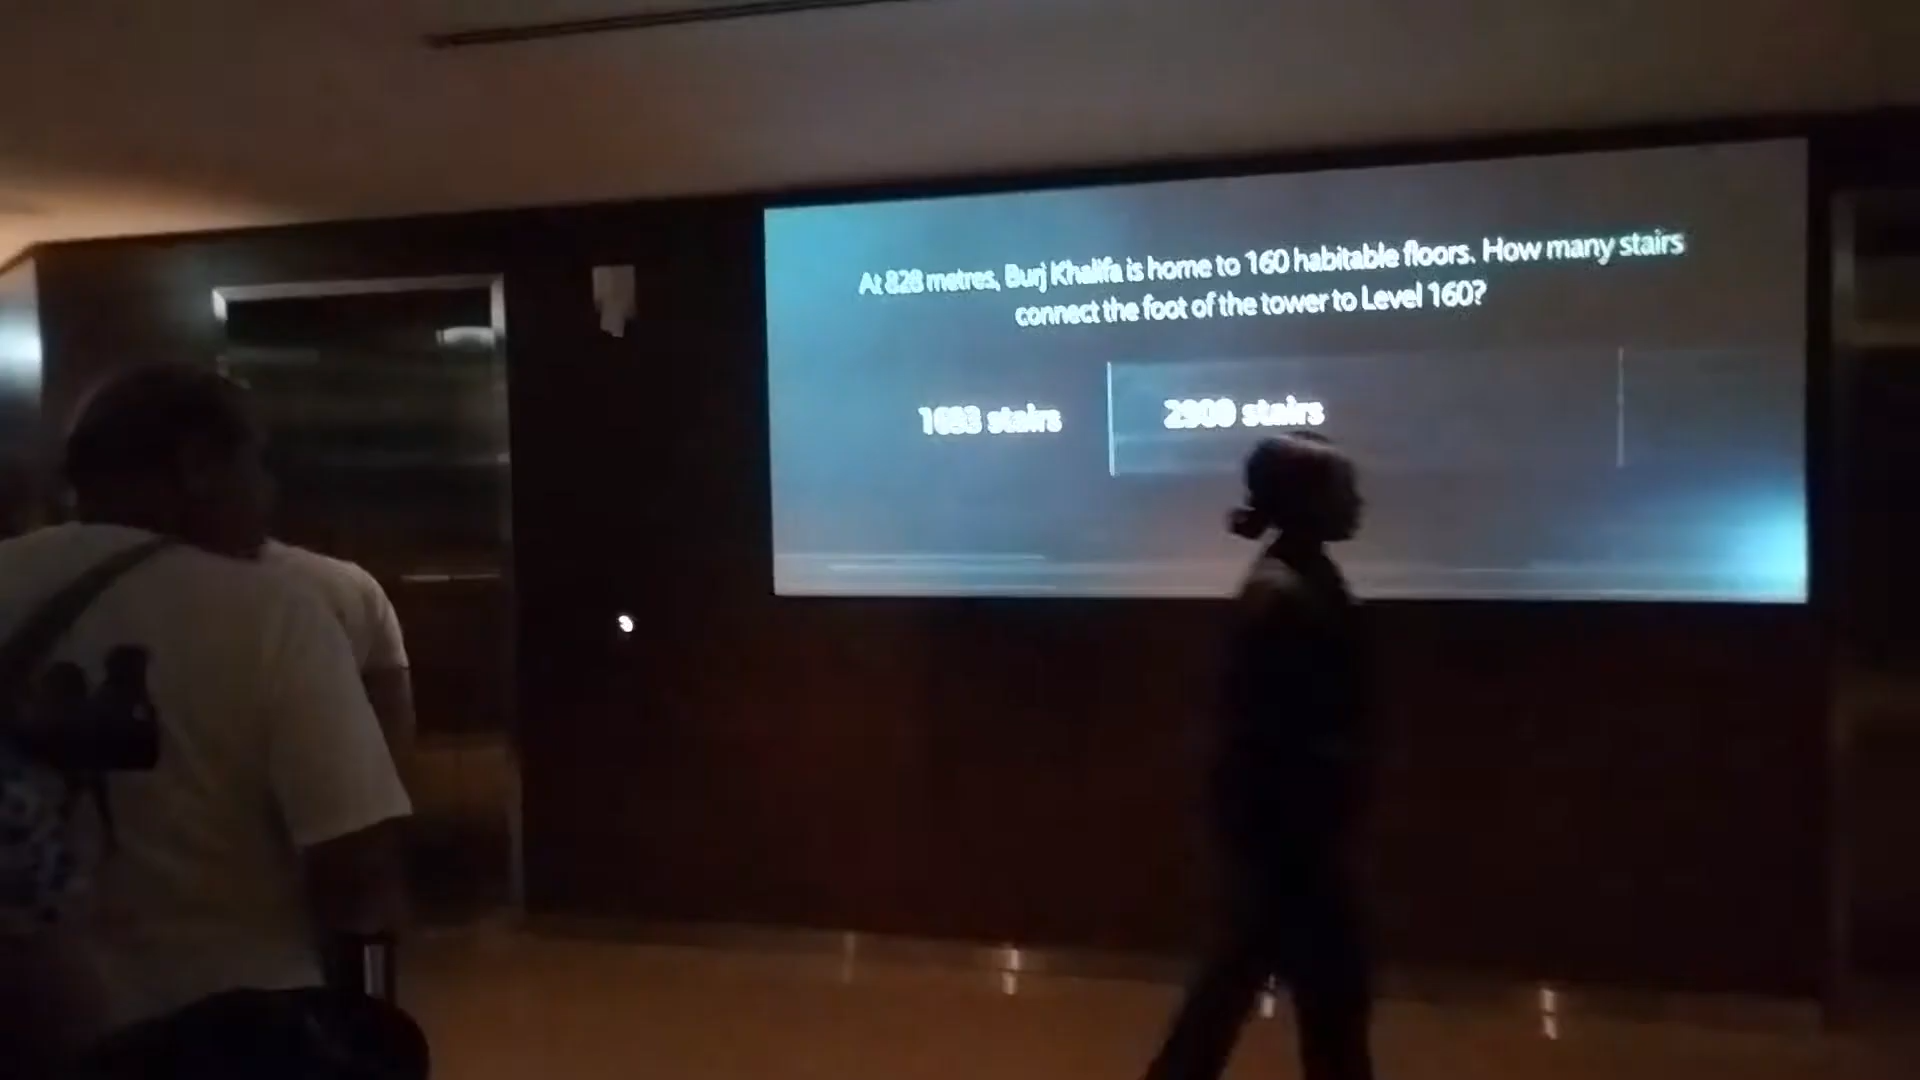 At 828 metres, Burj Khalifa is home to 160 habitable floors. How many stairs
connect the foot of the tower to Level 160?
stairs
stairs